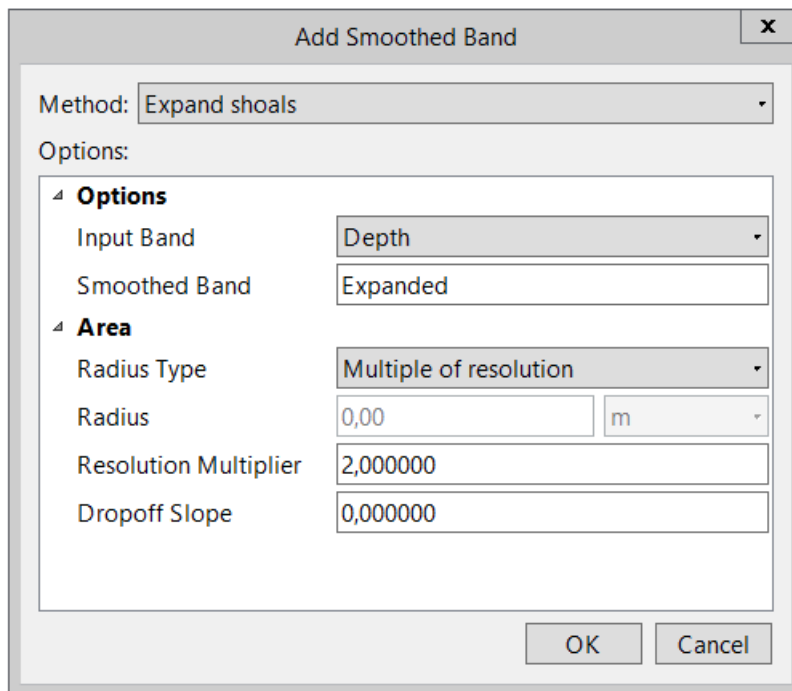 Add Smoothed Band
x
Method: Expand shoals
Options:
Options
Input Band Depth
Smoothed Band Expanded
Area
Radius Type Multiple of resolution
Radius 0,00 m
Resolution Multiplier 2,000000
Dropoff Slope 0,000000
OK Cancel